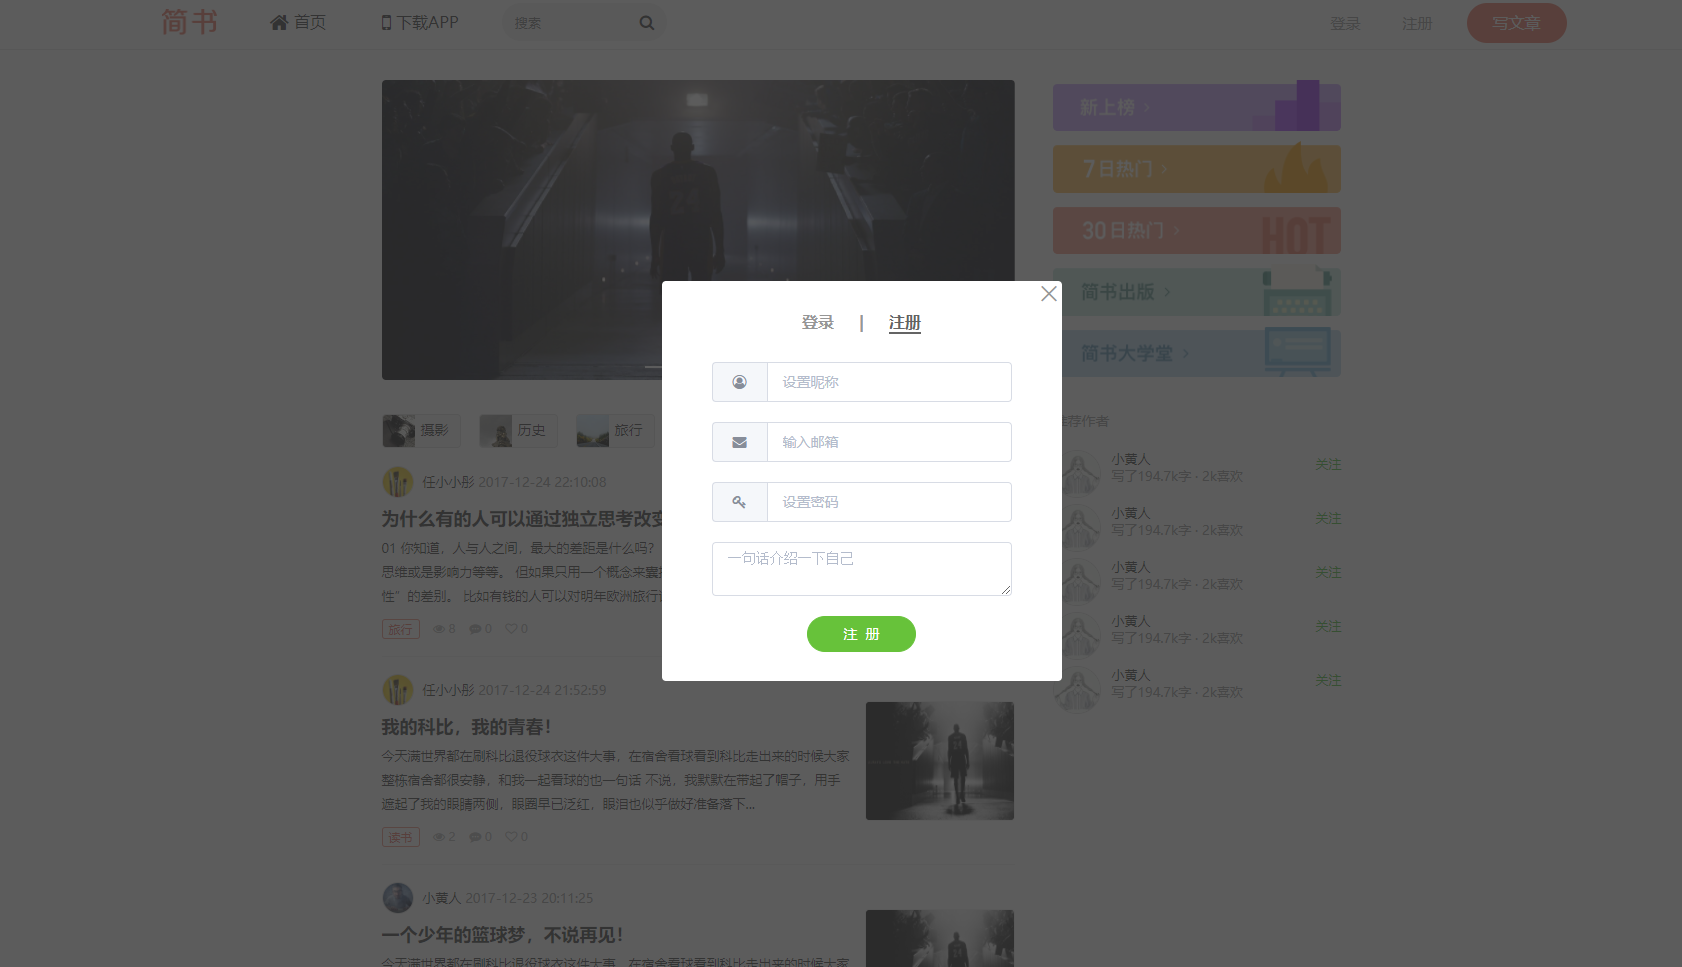 简书
首页
下载APP
搜索
登录
注册
写文章
新上榜 ›
7日热门 ›
30日热门 ›
HOT
简书出版 ›
简书大学堂 ›
登录 | 注册
设置昵称
输入邮箱
设置密码
一句话介绍一下自己
注 册
摄影
历史
旅行
任小小彤 2017-12-24 22:10:08
为什么有的人可以通过独立思考改变
01 你知道，人与人之间，最大的差距是什么吗?
思维或是影响力等等。 但如果只用一个概念来囊
性”的差别。 比如有钱的人可以对明年欧洲旅行
旅行 8 0 0
任小小彤 2017-12-24 21:52:59
我的科比，我的青春！
今天满世界都在刷科比退役球衣这件大事，在宿舍看球看到科比走出来的时候大家
整栋宿舍都很安静，和我一起看球的也一句话 不说，我默默在带起了帽子，用手
遮起了我的眼睛两侧，眼圈早已泛红，眼泪也似乎做好准备落下...
读书 2 0 0
小黄人 2017-12-23 20:11:25
一个少年的篮球梦，不说再见！
今天满世界都在刷科比退役球衣这件大事，在宿舍看球看到科比走出来的时候大家
推荐作者
小黄人
写了194.7k字 · 2k喜欢
关注
小黄人
写了194.7k字 · 2k喜欢
关注
小黄人
写了194.7k字 · 2k喜欢
关注
小黄人
写了194.7k字 · 2k喜欢
关注
小黄人
写了194.7k字 · 2k喜欢
关注